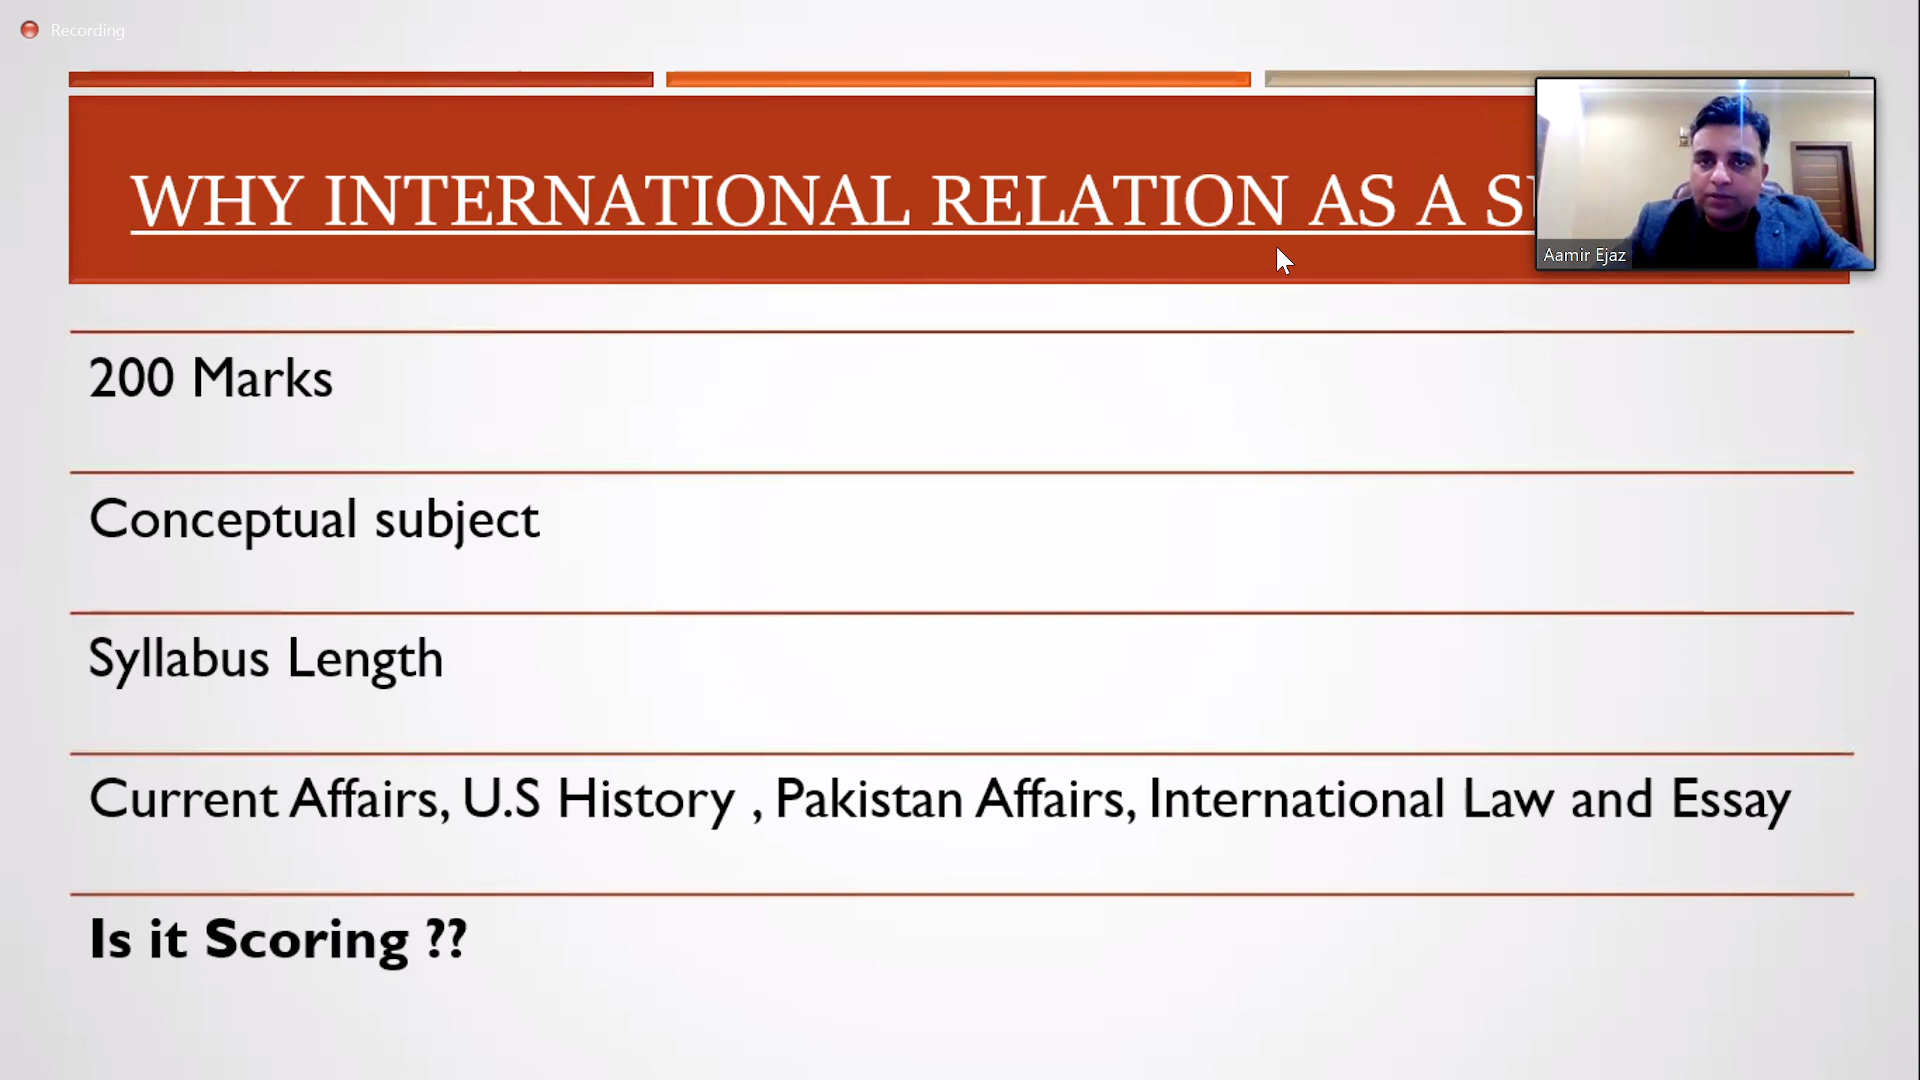 Recording
WHY INTERNATIONAL RELATION AS A
Aamir Ejaz
200 Marks
Conceptual subject
Syllabus Length
Current Affairs, U.S History , Pakistan Affairs, International Law and Essay
Is it Scoring ??